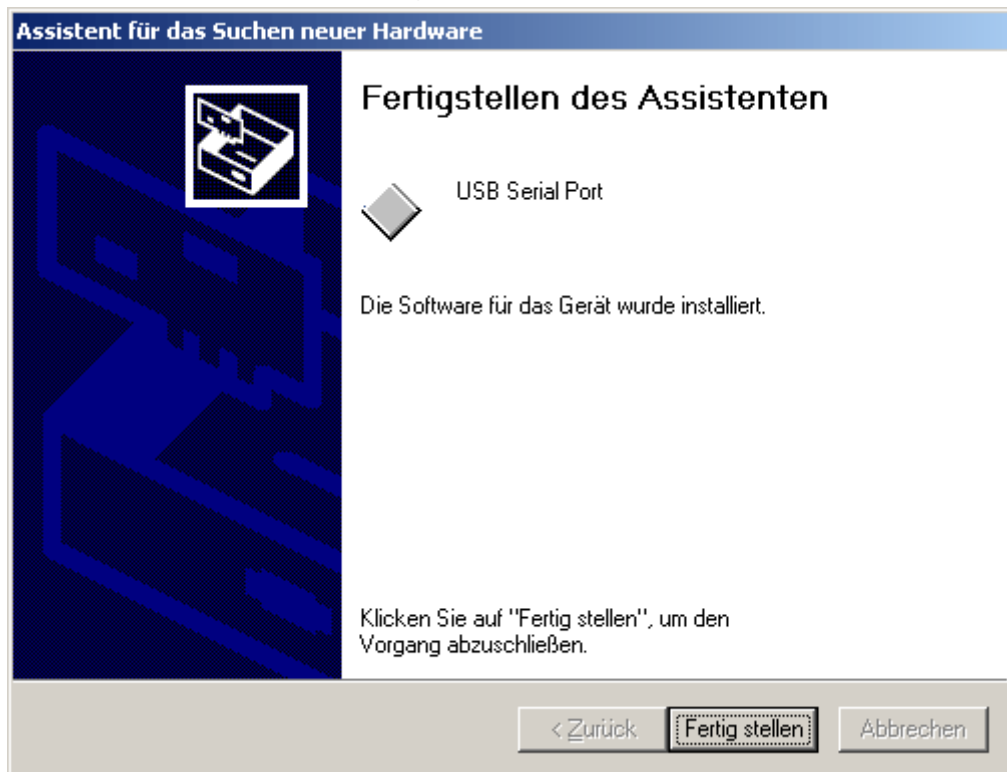 Assistent für das Suchen neuer Hardware
Fertigstellen des Assistenten
USB Serial Port
Die Software für das Gerät wurde installiert.
Klicken Sie auf "Fertig stellen", um den
Vorgang abzuschließen.
< Zurück
Fertig stellen
Abbrechen